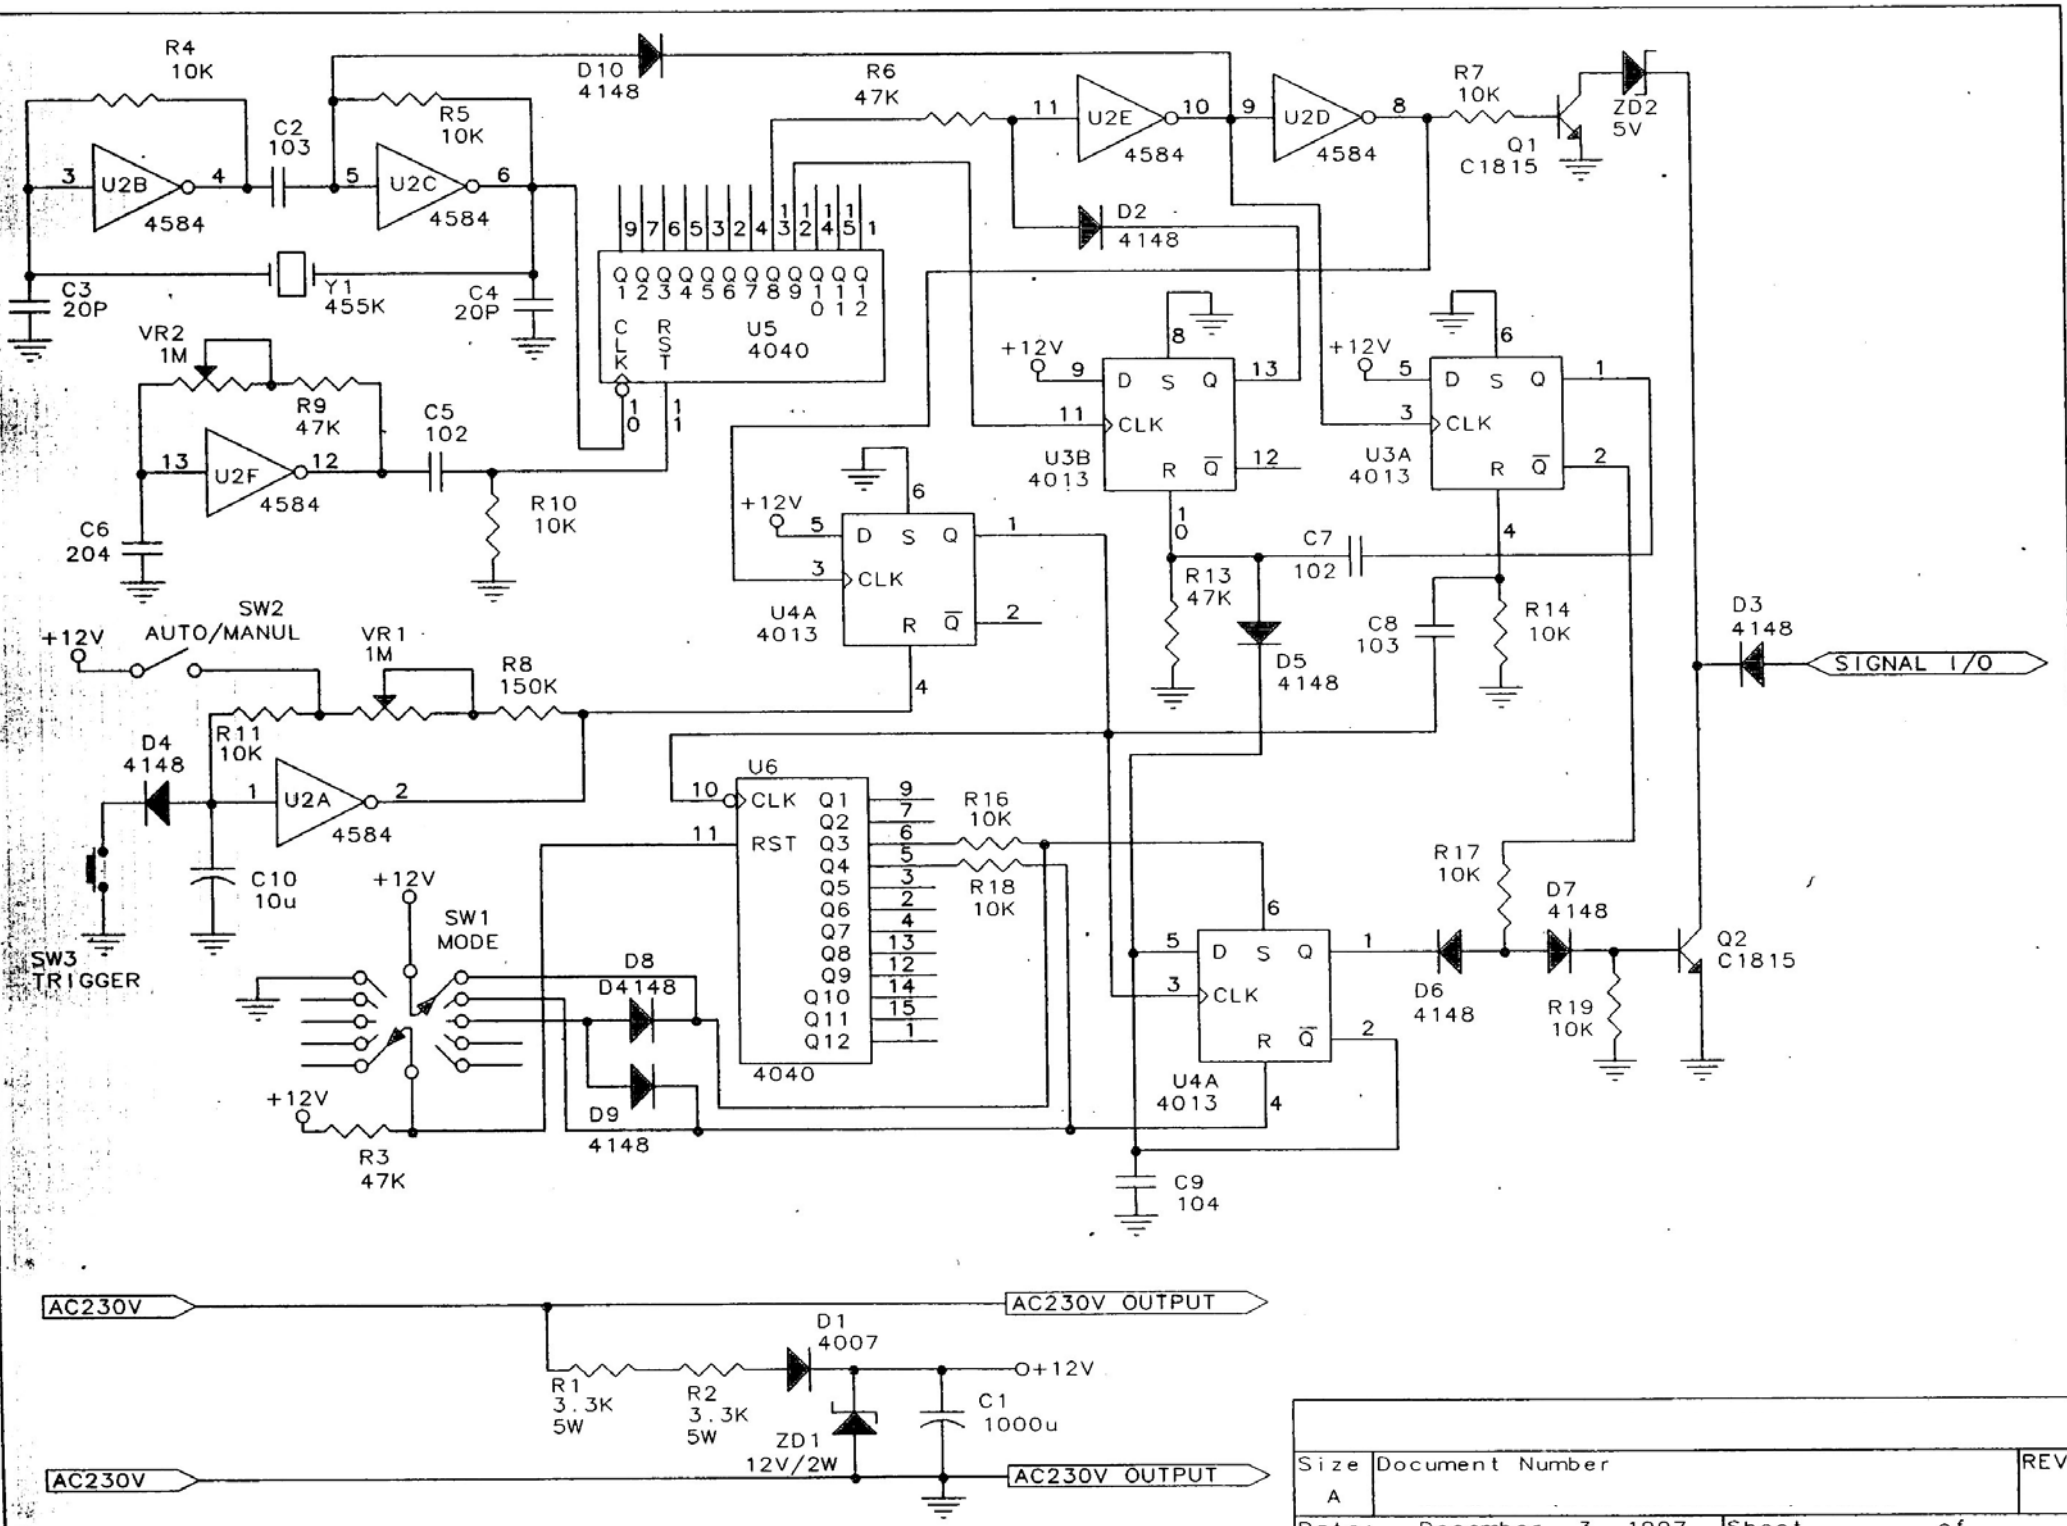 R4
10K
D10
4148
R5
10K
C2
103
3
U2B
4
4584
5
U2C
6
4584
C3
20P
Y1
455K
C4
20P
R6
47K
11
U2E
10
4584
9
U2D
8
4584
R7
10K
Q1
C1815
ZD2
5V
D2
4148
9 7 6 5 3 2 4 13 12 14 15 1
Q1 Q2 Q3 Q4 Q5 Q6 Q7 Q8 Q9 Q10 Q11 Q12
CLK
RST
U5
4040
10
11
VR2
1M
R9
47K
13
U2F
12
4584
C5
102
R10
10K
C6
204
+12V
9
D S Q
8
13
11
CLK
U3B
4013
R Q
12
10
+12V
5
D S Q
6
1
3
CLK
U3A
4013
R Q
2
4
+12V
5
D S Q
6
1
3
CLK
U4A
4013
R Q
2
4
R13
47K
C7
102
D5
4148
C8
103
R14
10K
D3
4148
SIGNAL I/O
SW2
AUTO/MANUL
+12V
VR1
1M
R8
150K
R11
10K
D4
4148
1
U2A
2
4584
C10
10u
SW3
TRIGGER
+12V
SW1
MODE
+12V
R3
47K
D8
D4148
D9
4148
U6
10
CLK
11
RST
Q1 9
Q2 7
Q3 6
Q4 5
Q5 3
Q6 2
Q7 4
Q8 13
Q9 12
Q10 14
Q11 15
Q12 1
4040
R16
10K
R18
10K
6
5
D S Q
1
3
CLK
R Q
2
U4A
4013
4
C9
104
R17
10K
D7
4148
D6
4148
R19
10K
Q2
C1815
AC230V
AC230V OUTPUT
D1
4007
O+12V
R1
3.3K
5W
R2
3.3K
5W
ZD1
12V/2W
C1
1000u
AC230V
AC230V OUTPUT
Size
Document Number
REV
A